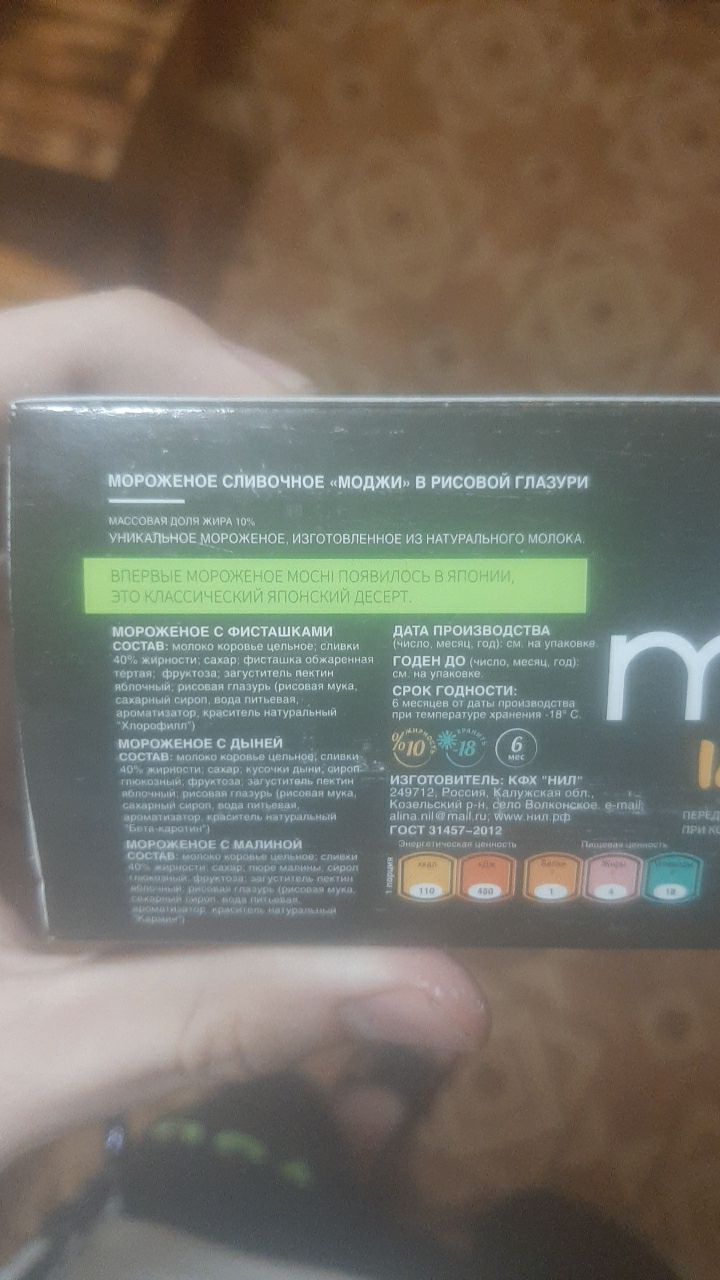 МОРОЖЕНОЕ СЛИВОЧНОЕ «МОДЖИ» В РИСОВОЙ ГЛАЗУРИ
МАССОВАЯ ДОЛЯ ЖИРА 10%
УНИКАЛЬНОЕ МОРОЖЕНОЕ, ИЗГОТОВЛЕННОЕ ИЗ НАТУРАЛЬНОГО МОЛОКА.
ВПЕРВЫЕ МОРОЖЕНОЕ MOCHI ПОЯВИЛОСЬ В ЯПОНИИ,
ЭТО КЛАССИЧЕСКИЙ ЯПОНСКИЙ ДЕСЕРТ.
МОРОЖЕНОЕ С ФИСТАШКАМИ
СОСТАВ: молоко коровье цельное; сливки
40% жирности; сахар; фисташка обжаренная
тёртая; фруктоза; загуститель пектин
яблочный; рисовая глазурь (рисовая мука,
сахарный сироп, вода питьевая,
ароматизатор, краситель натуральный
"Хлорофилл")
МОРОЖЕНОЕ С ДЫНЕЙ
СОСТАВ: молоко коровье цельное; сливки
40% жирности; сахар; кусочки дыни; сироп
глюкозный; фруктоза; загуститель пектин
яблочный; рисовая глазурь (рисовая мука,
сахарный сироп, вода питьевая,
ароматизатор, краситель натуральный
"Бета-каротин")
МОРОЖЕНОЕ С МАЛИНОЙ
СОСТАВ: молоко коровье цельное; сливки
40% жирности; сахар; пюре малины; сироп
глюкозный; фруктоза; загуститель пектин
яблочный; рисовая глазурь (рисовая мука,
сахарный сироп, вода питьевая,
ароматизатор, краситель натуральный
"Кармин")
ДАТА ПРОИЗВОДСТВА
(число, месяц, год): см. на упаковке.
ГОДЕН ДО (число, месяц, год):
см. на упаковке.
СРОК ГОДНОСТИ:
6 месяцев от даты производства
при температуре хранения -18° С.
%10 ЖИРНОСТЬ
ХРАНИТЬ -18
6 мес
ИЗГОТОВИТЕЛЬ: КФХ "НИЛ"
249712, Россия, Калужская обл.,
Козельский р-н, село Волконское. e-mail:
alina.nil@mail.ru; www.нил.рф
ГОСТ 31457-2012
Энергетическая ценность Пищевая ценность
1 порция
ккал 110
кДж 460
Белки 1
Жиры 4
18
m
ПЕРЕД
ПРИ КО